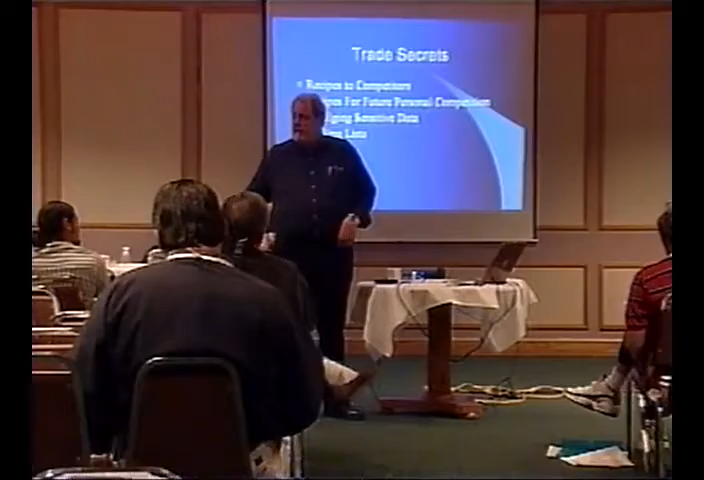 Trade Secrets
Recipes to Competitors
For Future Personal Competition
Sensitive Data
Lists